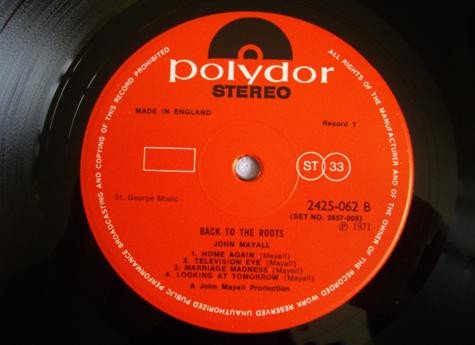 polydor
STEREO
MADE IN ENGLAND
Record 1
ST 33
St. George Music
2425-062 B
(SET NO. 2657-005)
℗ 1971
BACK TO THE ROOTS
JOHN MAYALL
1. HOME AGAIN (Mayall)
2. TELEVISION EYE (Mayall)
3. MARRIAGE MADNESS (Mayall)
4. LOOKING AT TOMORROW (Mayall)
A John Mayall Production
ALL RIGHTS OF THE MANUFACTURER AND OF THE OWNER OF THE RECORDED WORK RESERVED UNAUTHORIZED PUBLIC PERFORMANCE BROADCASTING AND COPYING OF THIS RECORD PROHIBITED